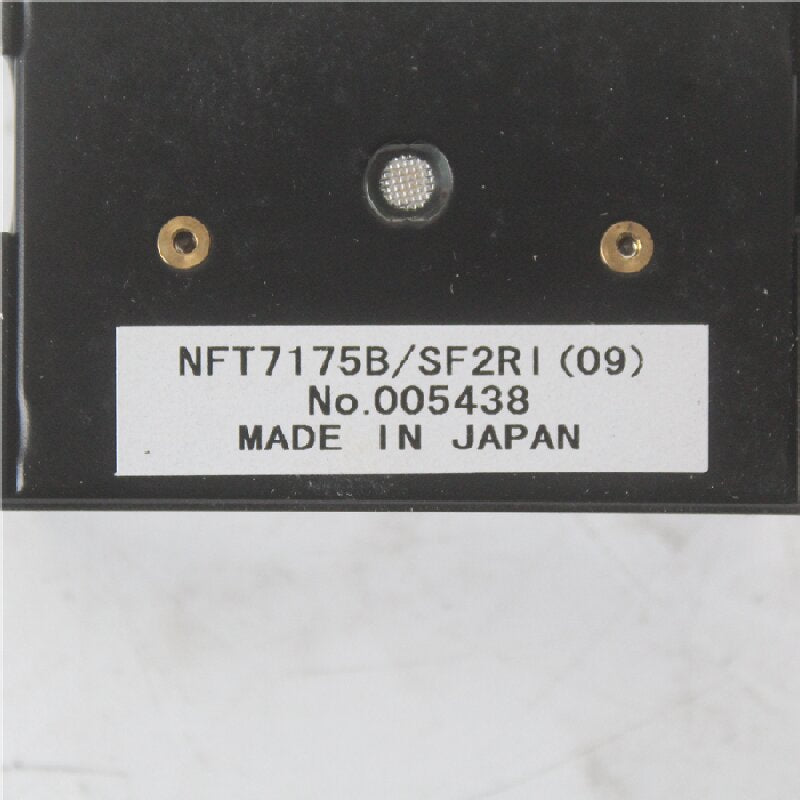 NFT7175B/SF2RI(09)
No.005438
MADE IN JAPAN